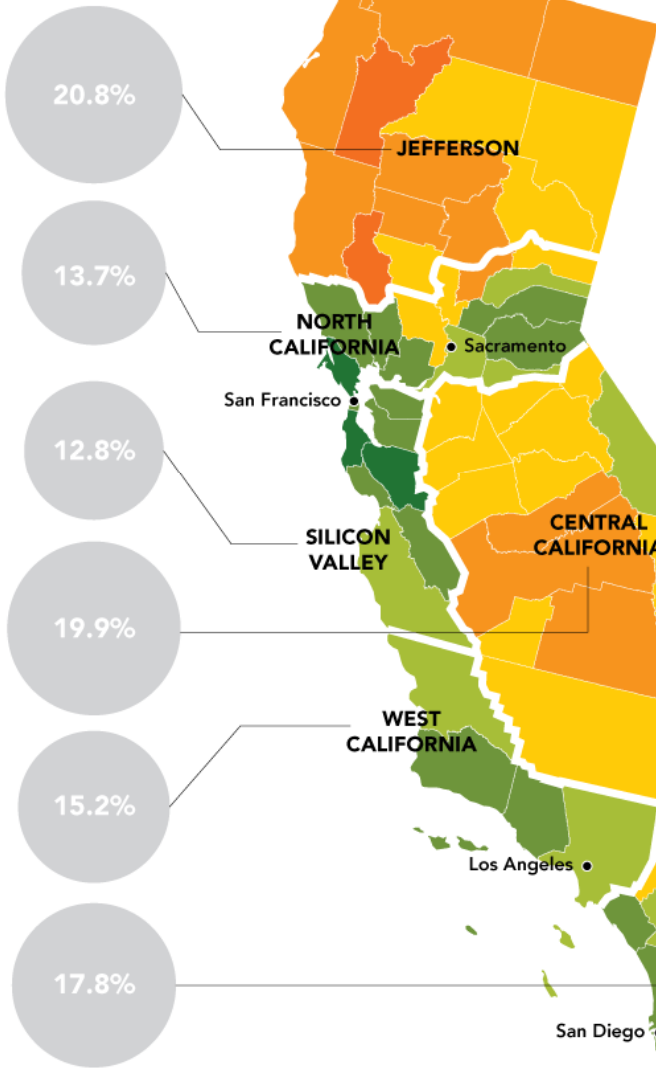 20.8%
JEFFERSON
13.7%
NORTH
CALIFORNIA
Sacramento
San Francisco
12.8%
SILICON
VALLEY
CENTRAL
CALIFORNIA
19.9%
WEST
CALIFORNIA
15.2%
Los Angeles
17.8%
San Diego